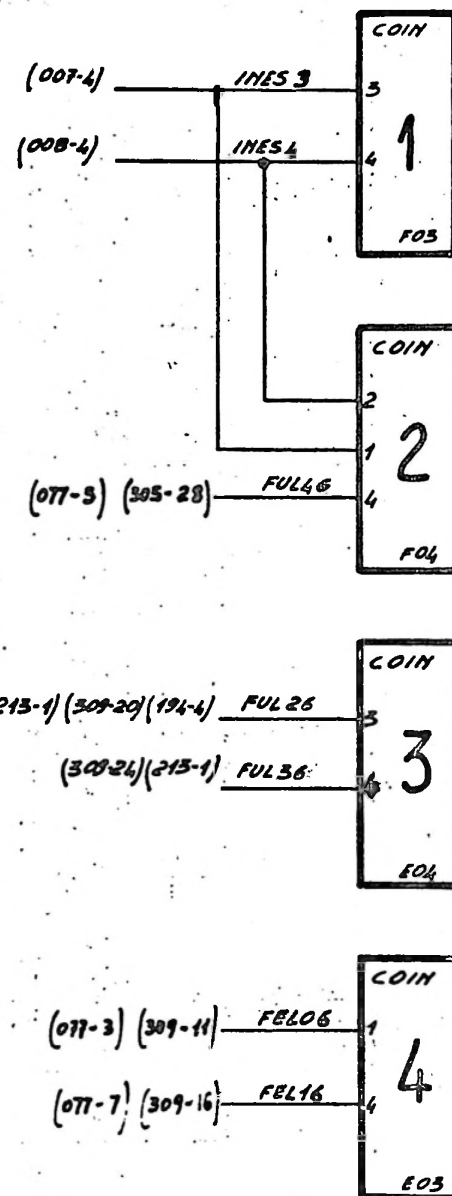 COIN
(007-4) INES 3 3
1
(008-4) INES 4 4
F03
COIN
2
1
2
(077-5) (305-28) FUL46 4
F04
COIN
213-1) (309-20) (194-4) FUL26 3
3
(309-24) (213-1) FUL36
E04
COIN
(077-3) (309-11) FEL06 1
4
(077-7) (309-16) FEL16 4
E03